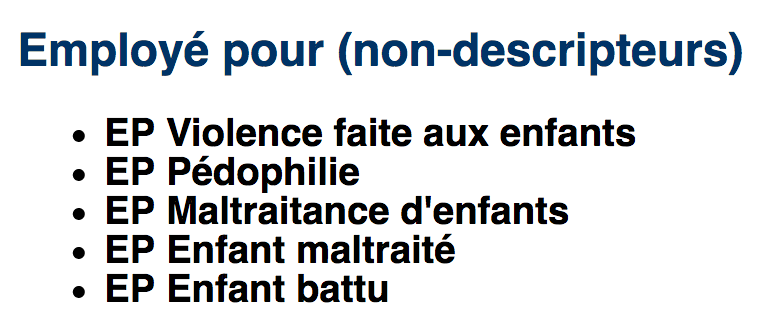 Employé pour (non-descripteurs)
• EP Violence faite aux enfants
• EP Pédophilie
• EP Maltraitance d'enfants
• EP Enfant maltraité
• EP Enfant battu